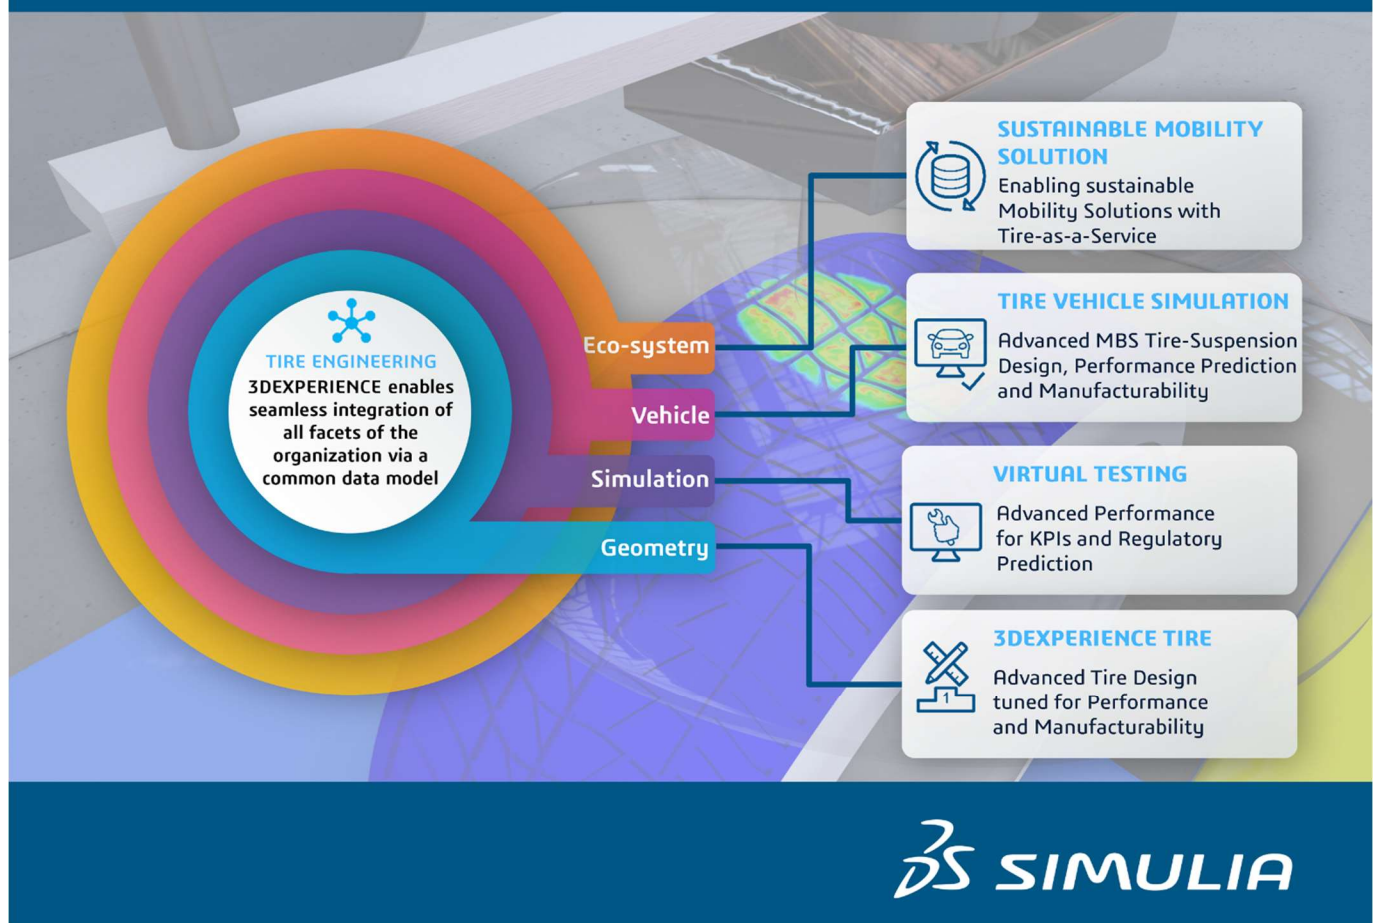 TIRE ENGINEERING
3DEXPERIENCE enables
seamless integration of
all facets of the
organization via a
common data model
Eco-system
Vehicle
Simulation
Geometry
SUSTAINABLE MOBILITY
SOLUTION
Enabling sustainable
Mobility Solutions with
Tire-as-a-Service
TIRE VEHICLE SIMULATION
Advanced MBS Tire-Suspension
Design, Performance Prediction
and Manufacturability
VIRTUAL TESTING
Advanced Performance
for KPIs and Regulatory
Prediction
3DEXPERIENCE TIRE
1
Advanced Tire Design
tuned for Performance
and Manufacturability
3DS SIMULIA